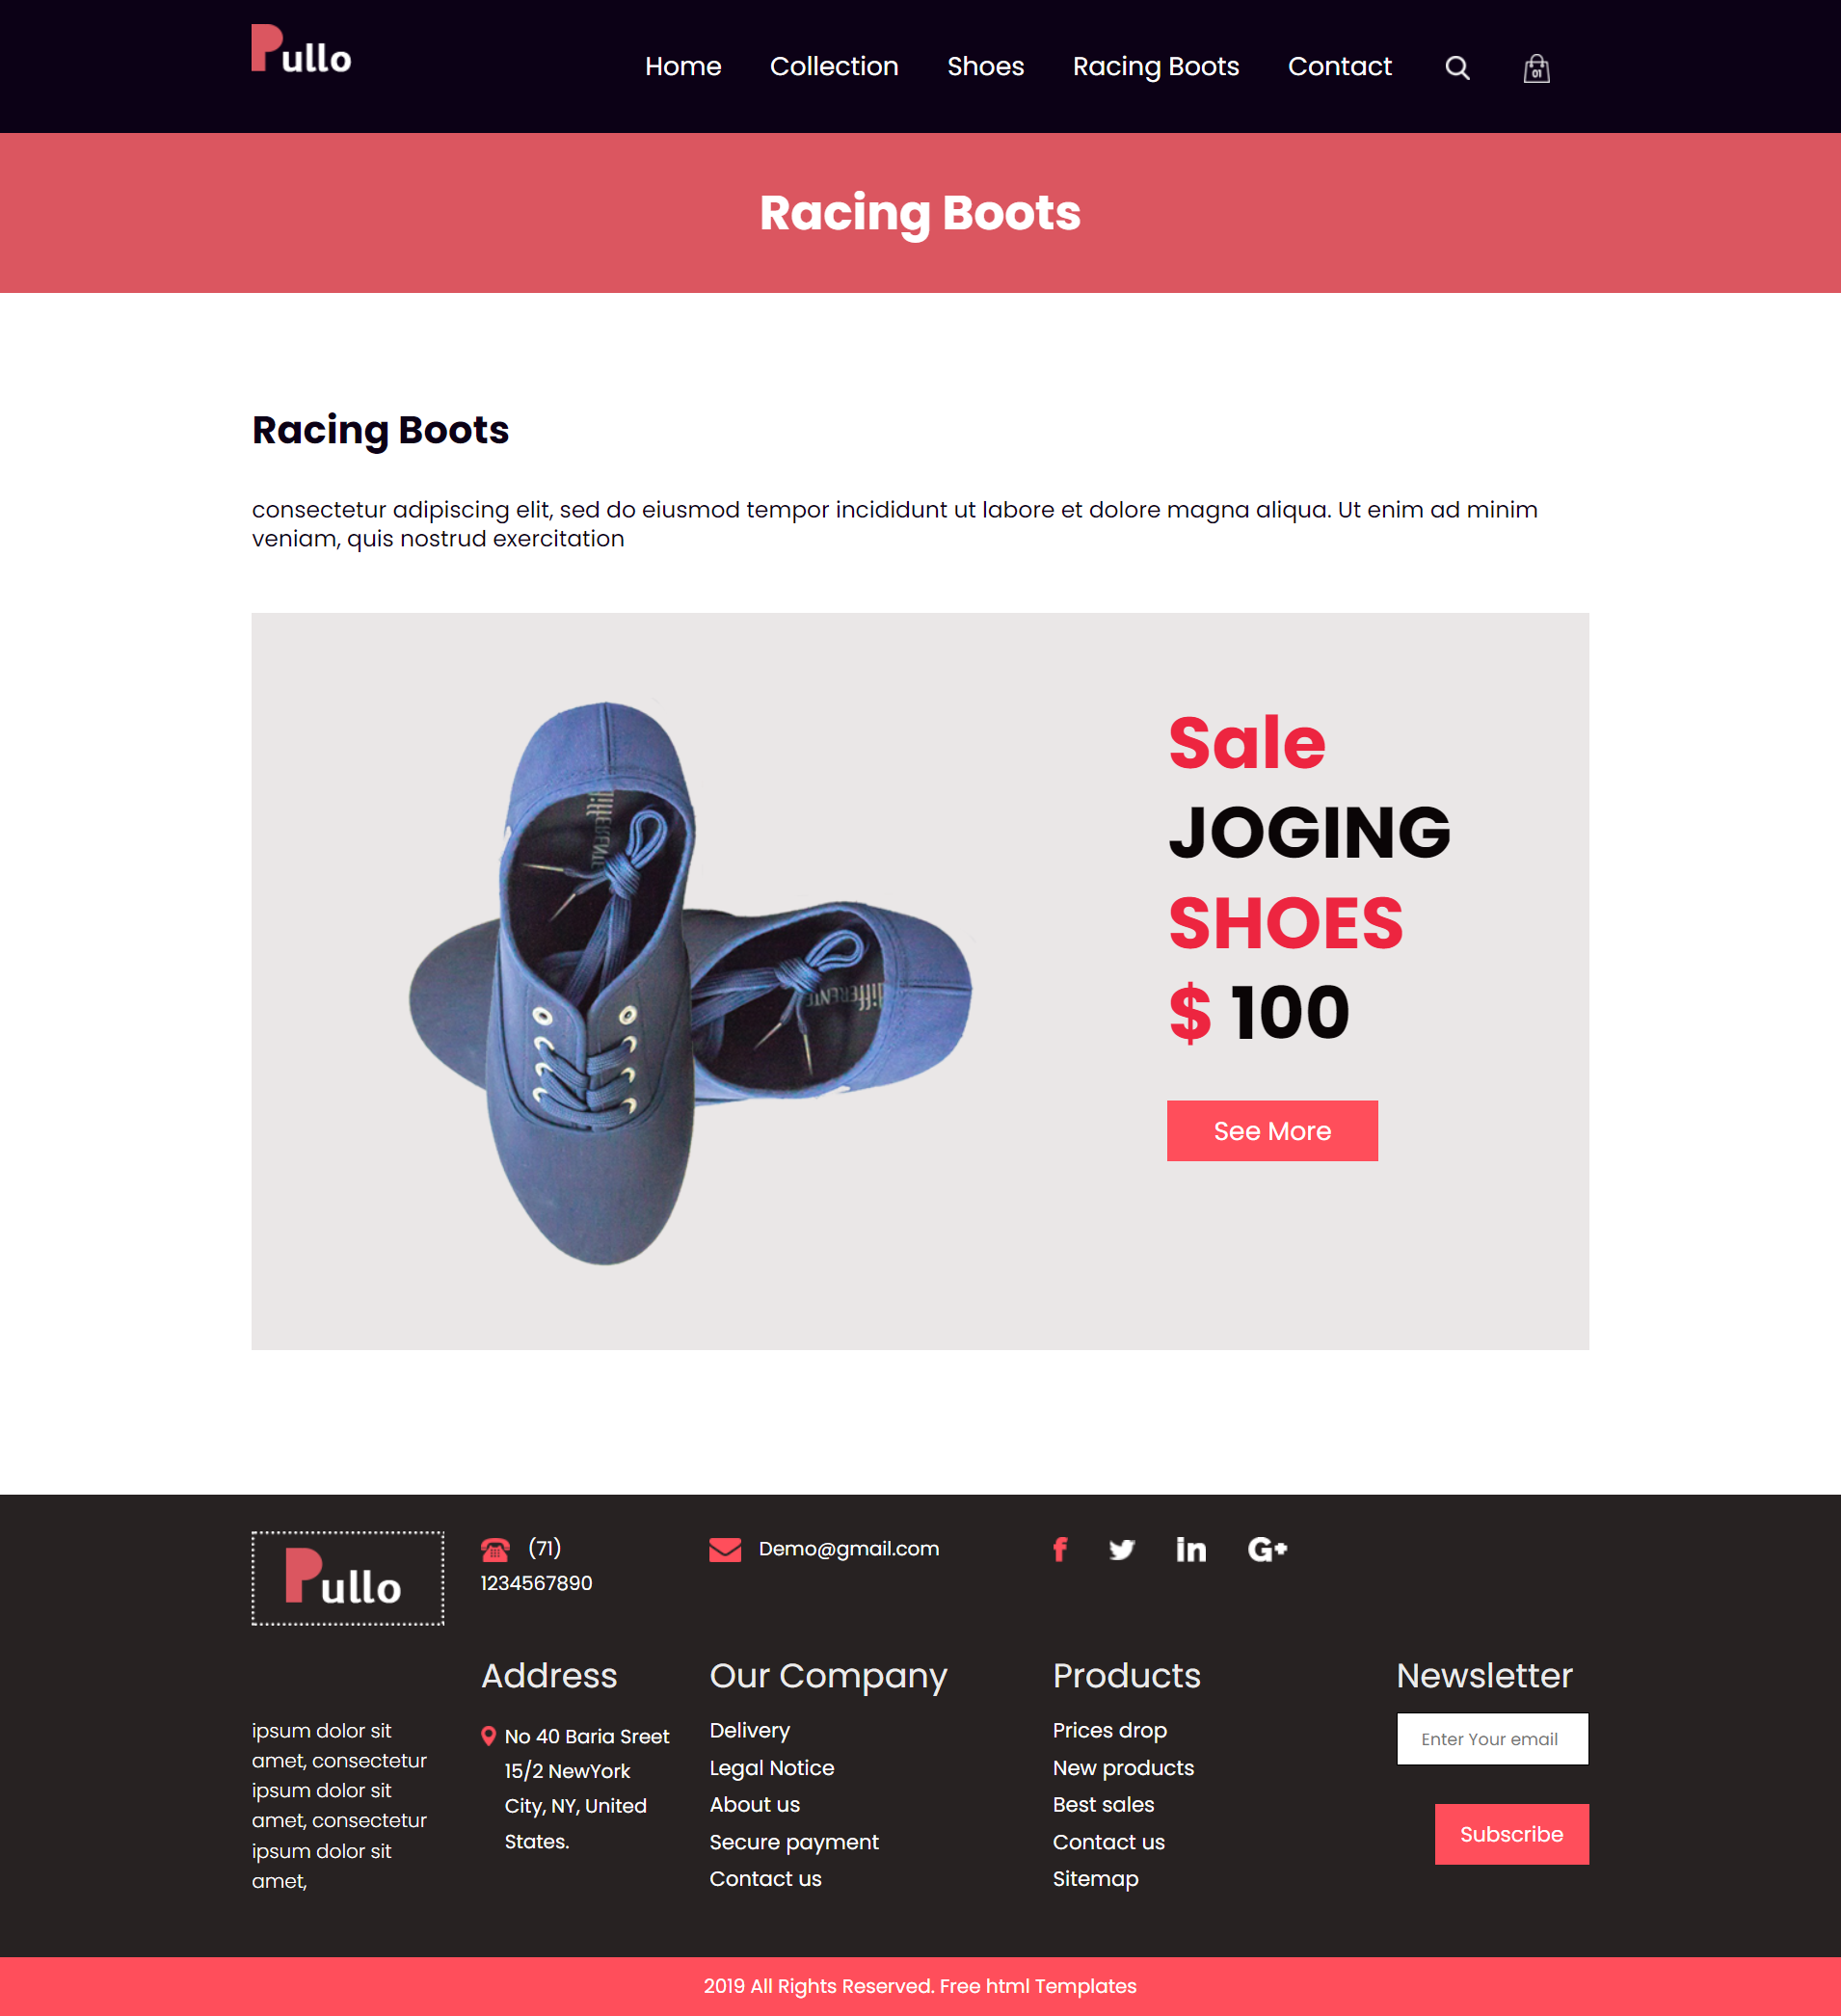 Pullo
Home Collection Shoes Racing Boots Contact 01
Racing Boots
Racing Boots
consectetur adipiscing elit, sed do eiusmod tempor incididunt ut labore et dolore magna aliqua. Ut enim ad minim
veniam, quis nostrud exercitation
Sale
JOGING
SHOES
$ 100
See More
diffERENTE
diffERENTE
Pullo
(71)
1234567890
Demo@gmail.com
f in G+
Address
Our Company
Products
Newsletter
ipsum dolor sit
amet, consectetur
ipsum dolor sit
amet, consectetur
ipsum dolor sit
amet,
No 40 Baria Sreet
15/2 NewYork
City, NY, United
States.
Delivery
Legal Notice
About us
Secure payment
Contact us
Prices drop
New products
Best sales
Contact us
Sitemap
Enter Your email
Subscribe
2019 All Rights Reserved. Free html Templates